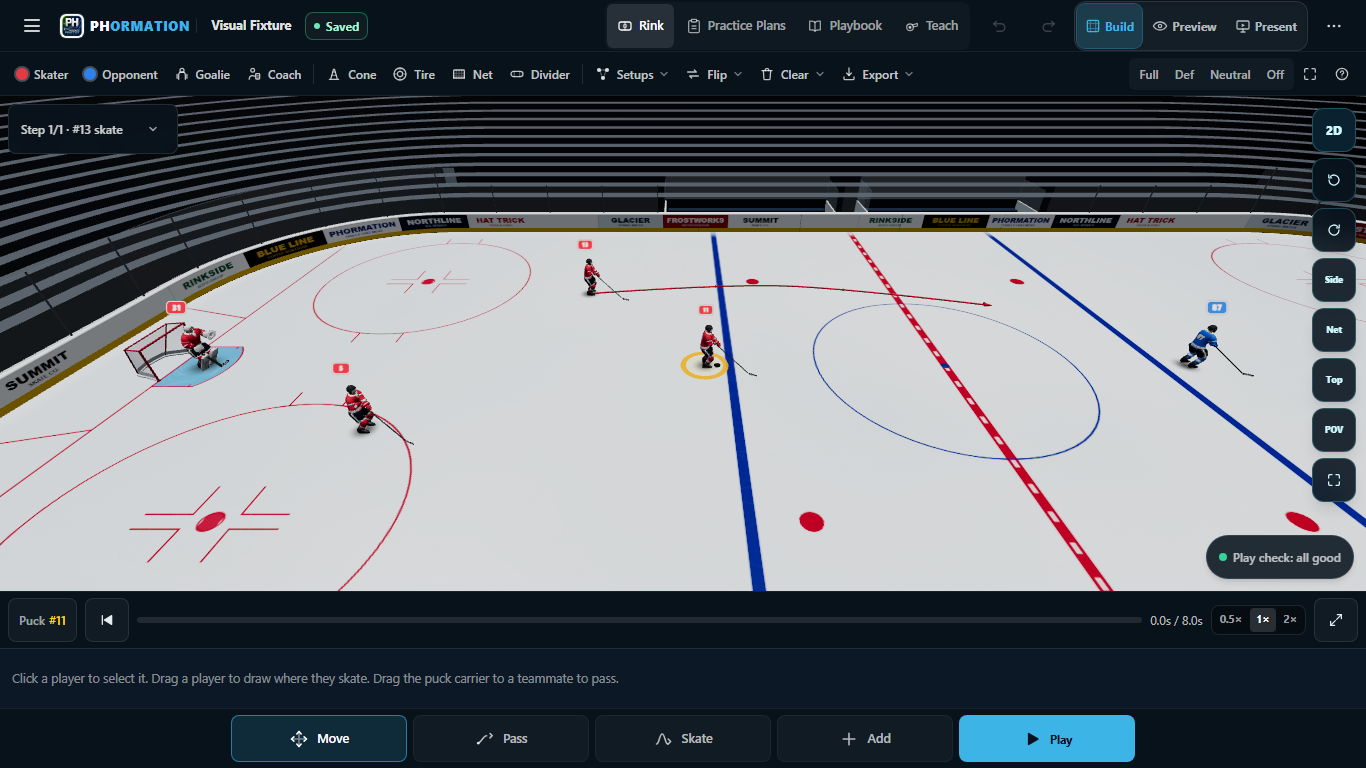 PH PHORMATION
Visual Fixture
Saved
Rink
Practice Plans
Playbook
Teach
Build
Preview
Present
Skater
Opponent
Goalie
Coach
Cone
Tire
Net
Divider
Setups
Flip
Clear
Export
Full
Def
Neutral
Off
Step 1/1 · #13 skate
2D
Side
Net
Top
POV
SUMMIT
SKATE CO.
RINKSIDE
BLUE LINE
PHORMATION
NORTHLINE
HAT TRICK
GLACIER
FROSTWORKS
SUMMIT
RINKSIDE
BLUE LINE
PHORMATION
NORTHLINE
HAT TRICK
GLACIER
13
31
11
87
Play check: all good
Puck #11
0.0s / 8.0s
0.5×
1×
2×
Click a player to select it. Drag a player to draw where they skate. Drag the puck carrier to a teammate to pass.
Move
Pass
Skate
Add
Play